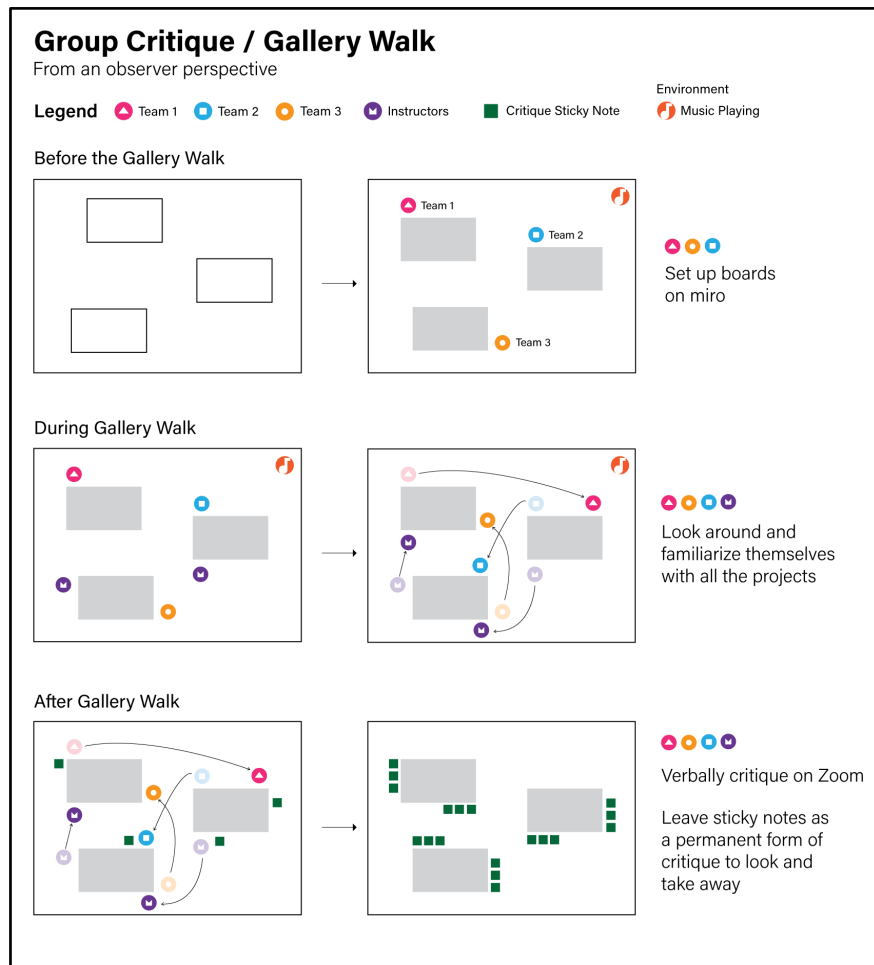 Group Critique / Gallery Walk
From an observer perspective
Legend
Team 1
Team 2
Team 3
Instructors
Critique Sticky Note
Environment
Music Playing
Before the Gallery Walk
Team 1
Team 2
Team 3
Set up boards
on miro
During Gallery Walk
Look around and
familiarize themselves
with all the projects
After Gallery Walk
Verbally critique on Zoom
Leave sticky notes as
a permanent form of
critique to look and
take away